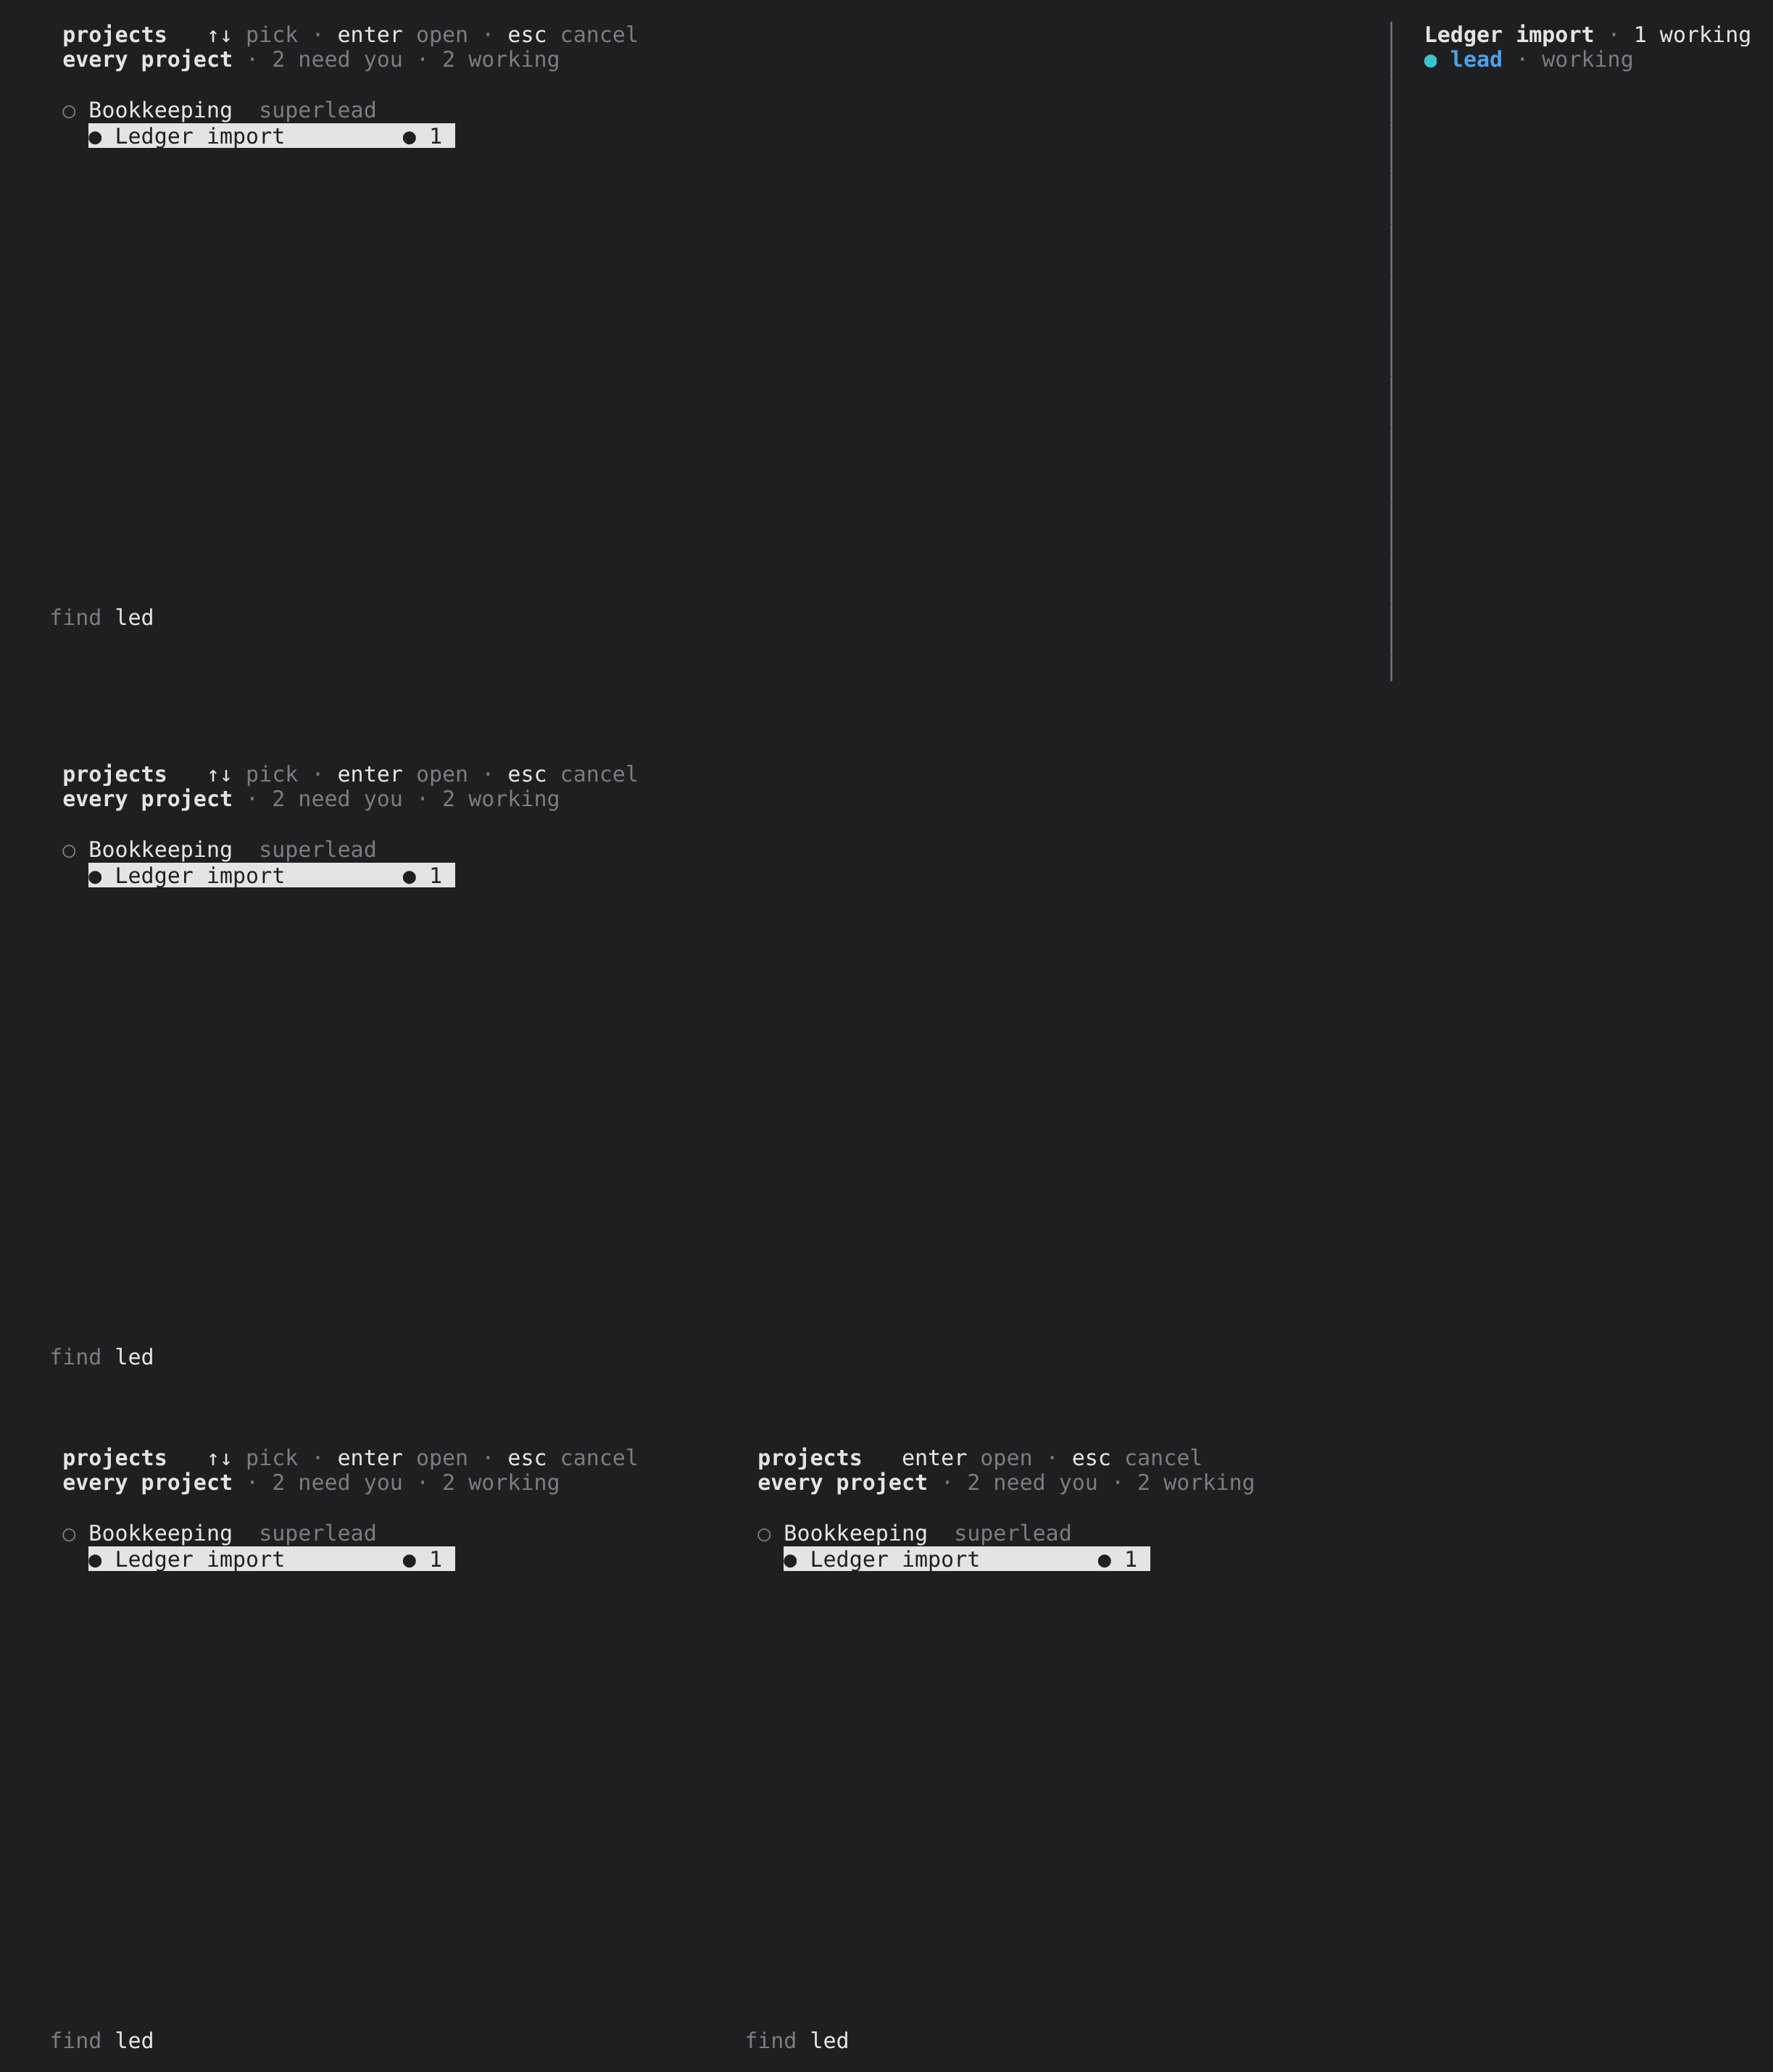 projects   ↑↓ pick · enter open · esc cancel
every project · 2 need you · 2 working
○ Bookkeeping  superlead
● Ledger import         ● 1
find led
Ledger import · 1 working
● lead · working
projects   ↑↓ pick · enter open · esc cancel
every project · 2 need you · 2 working
○ Bookkeeping  superlead
● Ledger import         ● 1
find led
projects   ↑↓ pick · enter open · esc cancel
every project · 2 need you · 2 working
○ Bookkeeping  superlead
● Ledger import         ● 1
find led
projects   enter open · esc cancel
every project · 2 need you · 2 working
○ Bookkeeping  superlead
● Ledger import         ● 1
find led